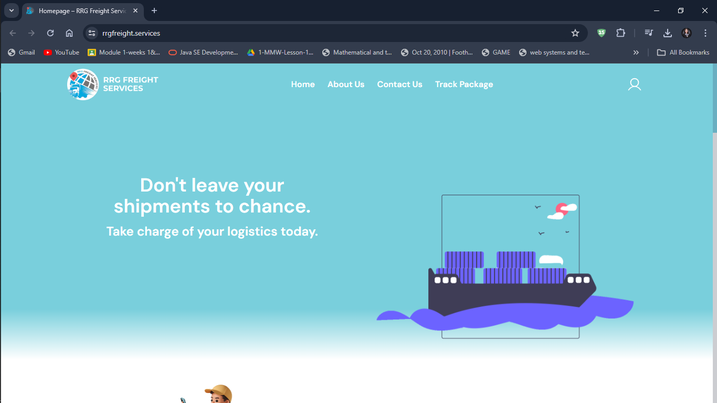 Homepage – RRG Freight Servi
rrgfreight.services
Gmail
YouTube
Module 1-weeks 1&...
Java SE Developme...
1-MMW-Lesson-1...
Mathematical and t...
Oct 20, 2010 | Footh...
GAME
web systems and te...
All Bookmarks
RRG FREIGHT
SERVICES
Home
About Us
Contact Us
Track Package
Don't leave your
shipments to chance.
Take charge of your logistics today.